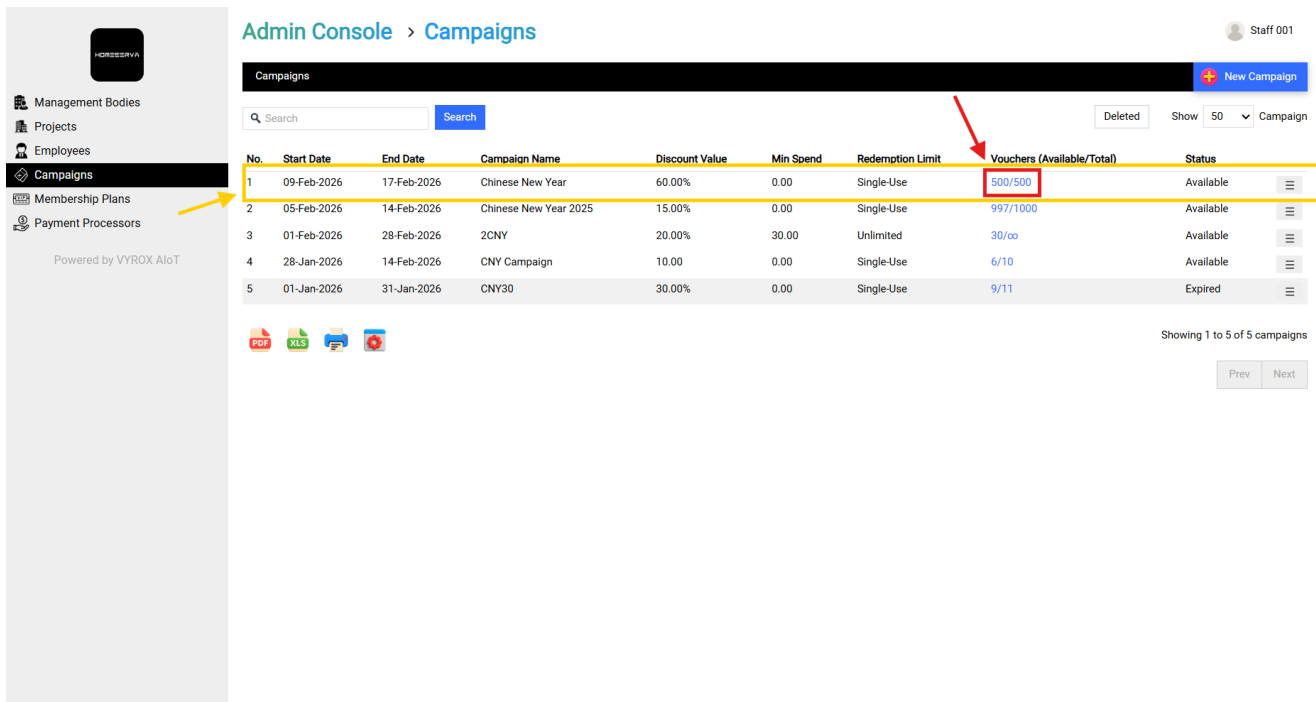 Admin Console > Campaigns
Staff 001
HOMESERVA
Campaigns
New Campaign
Management Bodies
Projects
Employees
Campaigns
Membership Plans
Payment Processors
Powered by VYROX AIoT
Search
Search
Deleted
Show 50 Campaign
No. Start Date End Date Campaign Name Discount Value Min Spend Redemption Limit Vouchers (Available/Total) Status
1 09-Feb-2026 17-Feb-2026 Chinese New Year 60.00% 0.00 Single-Use 500/500 Available
2 05-Feb-2026 14-Feb-2026 Chinese New Year 2025 15.00% 0.00 Single-Use 997/1000 Available
3 01-Feb-2026 28-Feb-2026 2CNY 20.00% 30.00 Unlimited 30/∞ Available
4 28-Jan-2026 14-Feb-2026 CNY Campaign 10.00 0.00 Single-Use 6/10 Available
5 01-Jan-2026 31-Jan-2026 CNY30 30.00% 0.00 Single-Use 9/11 Expired
PDF XLS
Showing 1 to 5 of 5 campaigns
Prev Next